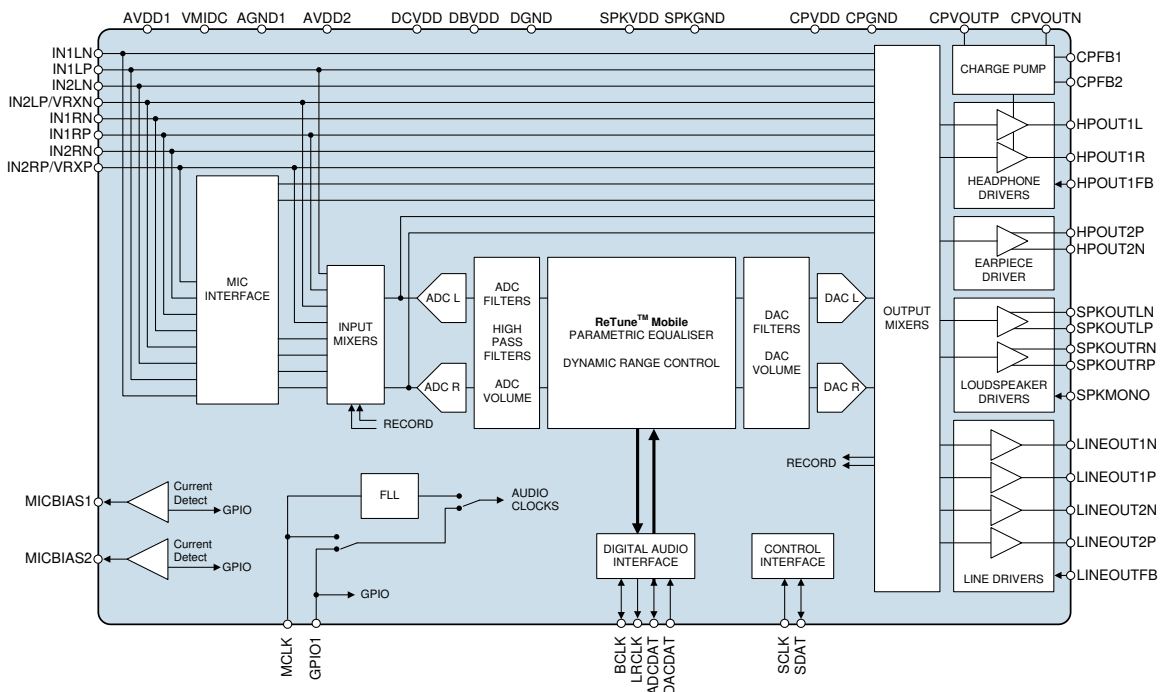 AVDD1 VMIDC AGND1 AVDD2 DCVDD DBVDD DGND SPKVDD SPKGND CPVDD CPGND CPVOUTP CPVOUTN
IN1LN
IN1LP
IN2LN
IN2LP/VRXN
IN1RN
IN1RP
IN2RN
IN2RP/VRXP
MIC
INTERFACE
INPUT
MIXERS
RECORD
ADC L
ADC R
ADC
FILTERS
HIGH
PASS
FILTERS
ADC
VOLUME
ReTune™ Mobile
PARAMETRIC EQUALISER
DYNAMIC RANGE CONTROL
DAC
FILTERS
DAC
VOLUME
DAC L
DAC R
OUTPUT
MIXERS
RECORD
CHARGE PUMP
CPFB1
CPFB2
HPOUT1L
HPOUT1R
HEADPHONE
DRIVERS
HPOUT1FB
HPOUT2P
HPOUT2N
EARPIECE
DRIVER
SPKOUTLN
SPKOUTLP
SPKOUTRN
SPKOUTRP
LOUDSPEAKER
DRIVERS
SPKMONO
LINEOUT1N
LINEOUT1P
LINEOUT2N
LINEOUT2P
LINE DRIVERS
LINEOUTFB
MICBIAS1
Current
Detect
GPIO
MICBIAS2
Current
Detect
GPIO
FLL
AUDIO
CLOCKS
GPIO
DIGITAL AUDIO
INTERFACE
CONTROL
INTERFACE
MCLK
GPIO1
BCLK
LRCLK
ADCDAT
DACDAT
SCLK
SDAT